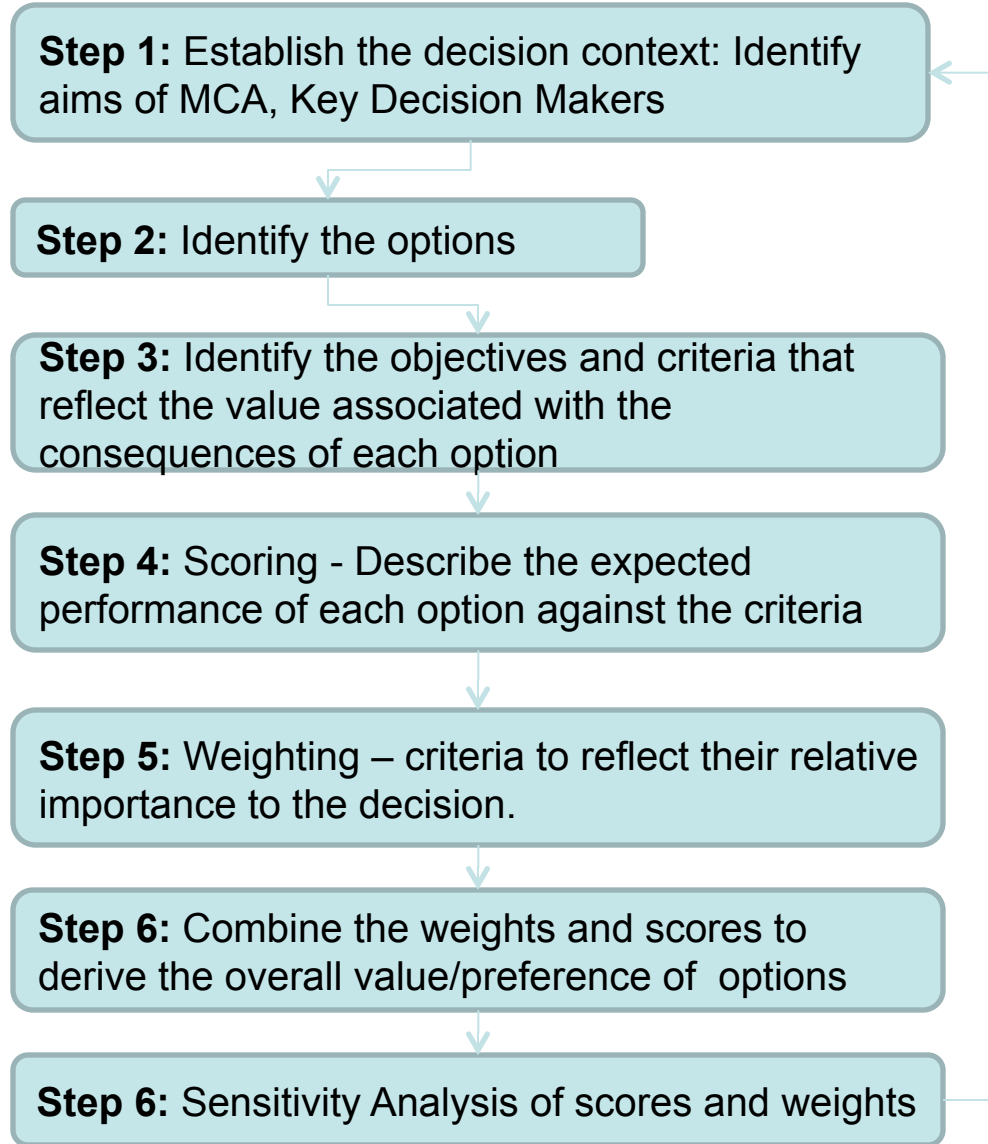 Step 1: Establish the decision context: Identify
aims of MCA, Key Decision Makers
Step 2: Identify the options
Step 3: Identify the objectives and criteria that
reflect the value associated with the
consequences of each option
Step 4: Scoring - Describe the expected
performance of each option against the criteria
Step 5: Weighting – criteria to reflect their relative
importance to the decision.
Step 6: Combine the weights and scores to
derive the overall value/preference of  options
Step 6: Sensitivity Analysis of scores and weights